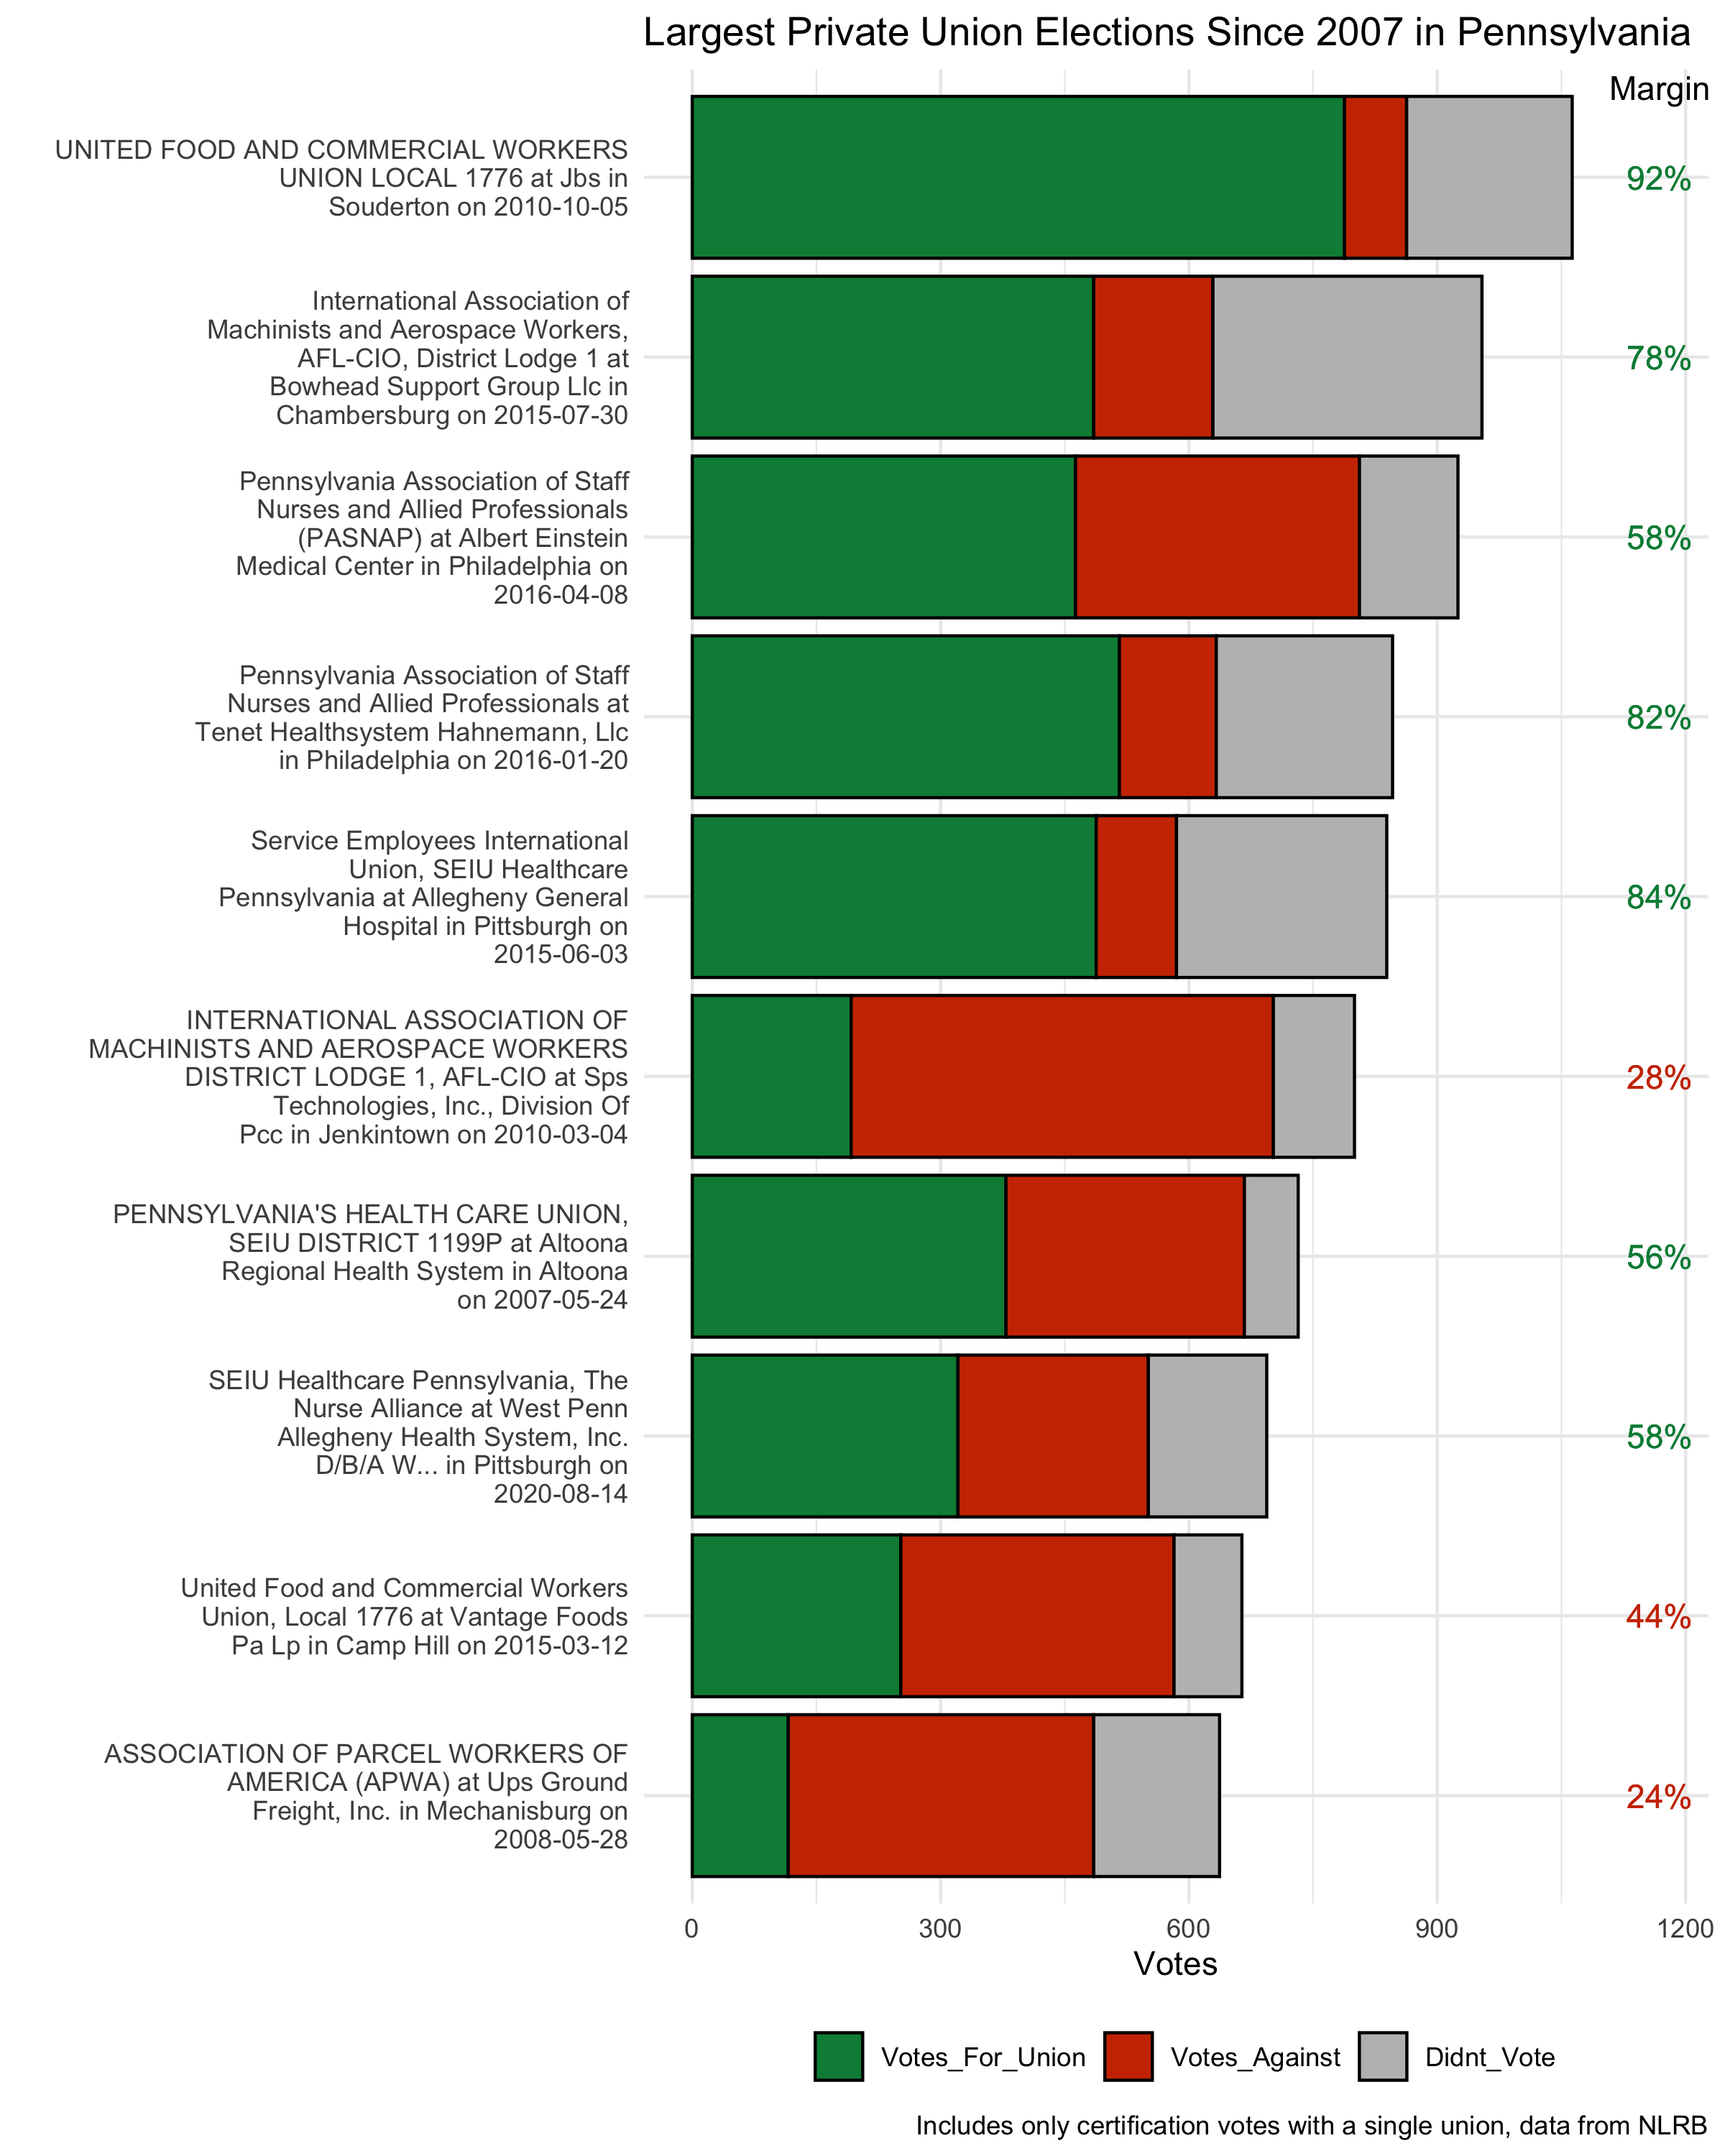 Largest Private Union Elections Since 2007 in Pennsylvania
Margin
UNITED FOOD AND COMMERCIAL WORKERS
UNION LOCAL 1776 at Jbs in
Souderton on 2010-10-05
92%
International Association of
Machinists and Aerospace Workers,
AFL-CIO, District Lodge 1 at
Bowhead Support Group Llc in
Chambersburg on 2015-07-30
78%
Pennsylvania Association of Staff
Nurses and Allied Professionals
(PASNAP) at Albert Einstein
Medical Center in Philadelphia on
2016-04-08
58%
Pennsylvania Association of Staff
Nurses and Allied Professionals at
Tenet Healthsystem Hahnemann, Llc
in Philadelphia on 2016-01-20
82%
Service Employees International
Union, SEIU Healthcare
Pennsylvania at Allegheny General
Hospital in Pittsburgh on
2015-06-03
84%
INTERNATIONAL ASSOCIATION OF
MACHINISTS AND AEROSPACE WORKERS
DISTRICT LODGE 1, AFL-CIO at Sps
Technologies, Inc., Division Of
Pcc in Jenkintown on 2010-03-04
28%
PENNSYLVANIA'S HEALTH CARE UNION,
SEIU DISTRICT 1199P at Altoona
Regional Health System in Altoona
on 2007-05-24
56%
SEIU Healthcare Pennsylvania, The
Nurse Alliance at West Penn
Allegheny Health System, Inc.
D/B/A W... in Pittsburgh on
2020-08-14
58%
United Food and Commercial Workers
Union, Local 1776 at Vantage Foods
Pa Lp in Camp Hill on 2015-03-12
44%
ASSOCIATION OF PARCEL WORKERS OF
AMERICA (APWA) at Ups Ground
Freight, Inc. in Mechanisburg on
2008-05-28
24%
0 300 600 900 1200
Votes
Votes_For_Union Votes_Against Didnt_Vote
Includes only certification votes with a single union, data from NLRB